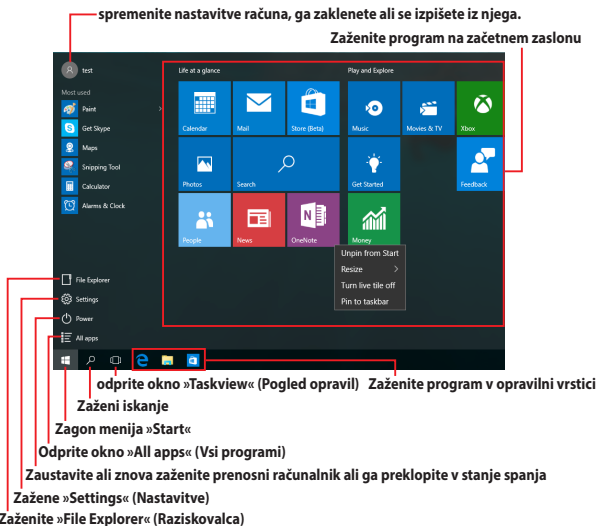 spremenite nastavitve računa, ga zaklenete ali se izpišete iz njega.
Zaženite program na začetnem zaslonu
test
Life at a glance
Play and Explore
Most used
Paint
Get Skype
Maps
Snipping Tool
Calculator
Alarms & Clock
Calendar
Mail
Store (Beta)
Music
Movies & TV
Xbox
Photos
Search
Get Started
Feedback
People
News
OneNote
Money
Unpin from Start
Resize
Turn live tile off
Pin to taskbar
File Explorer
Settings
Power
All apps
odprite okno »Taskview« (Pogled opravil)
Zaženite program v opravilni vrstici
Zaženi iskanje
Zagon menija »Start«
Odprite okno »All apps« (Vsi programi)
Zaustavite ali znova zaženite prenosni računalnik ali ga preklopite v stanje spanja
Zažene »Settings« (Nastavitve)
Zaženite »File Explorer« (Raziskovalca)